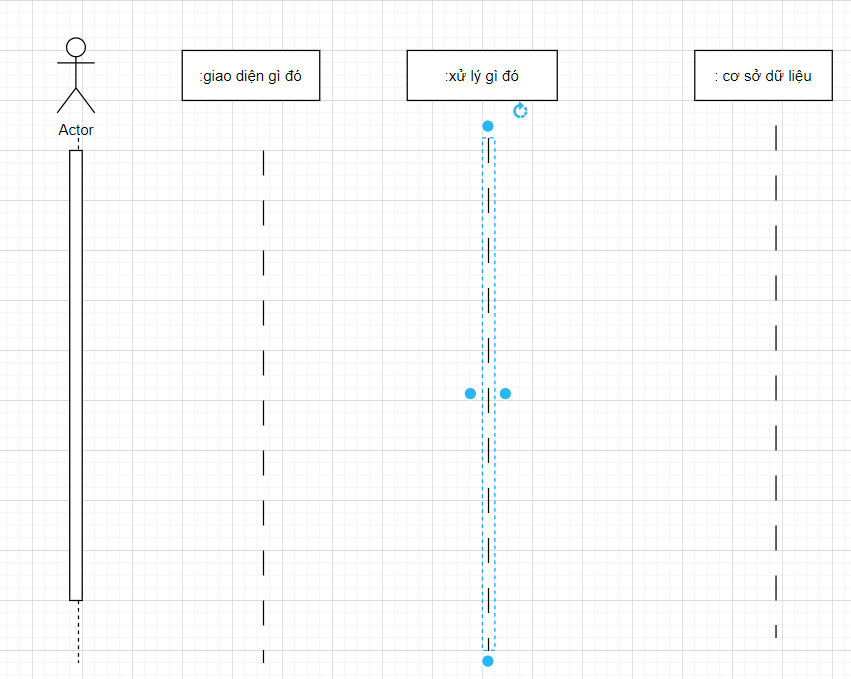 :giao diện gì đó
:xử lý gì đó
: cơ sở dữ liệu
Actor